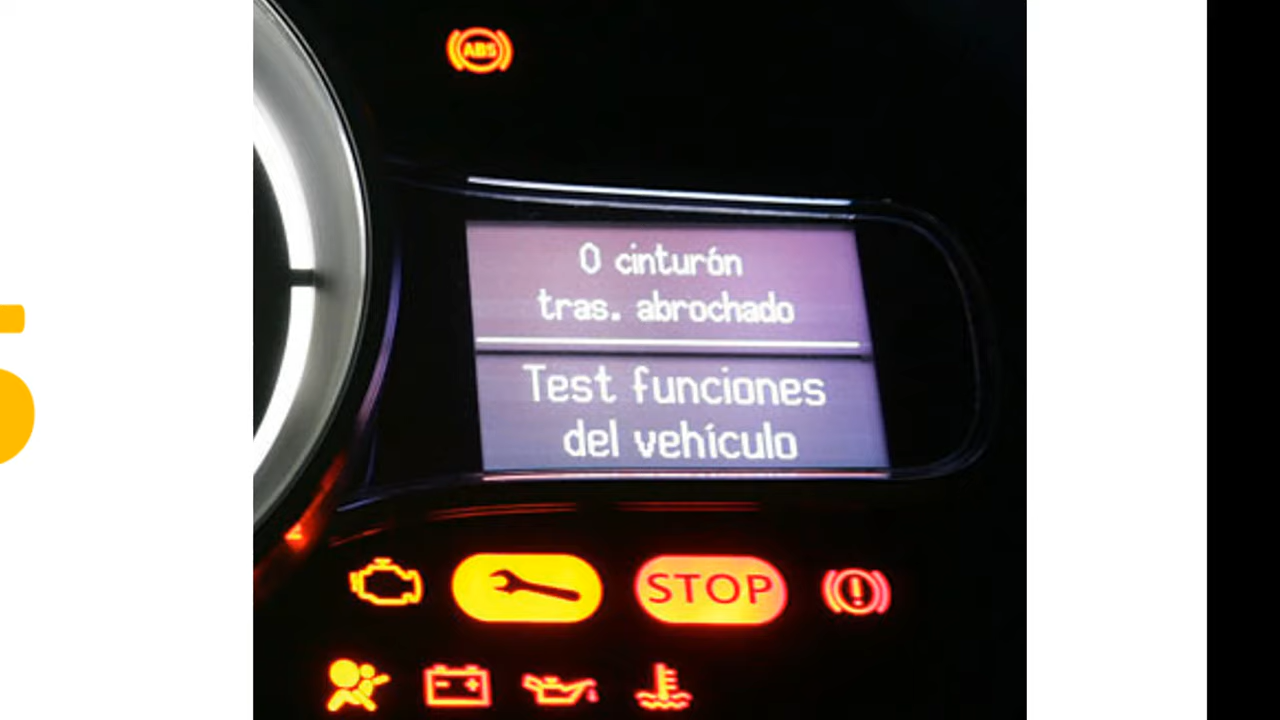 ABS
0 cinturón
tras. abrochado
Test funciones
del vehículo
STOP